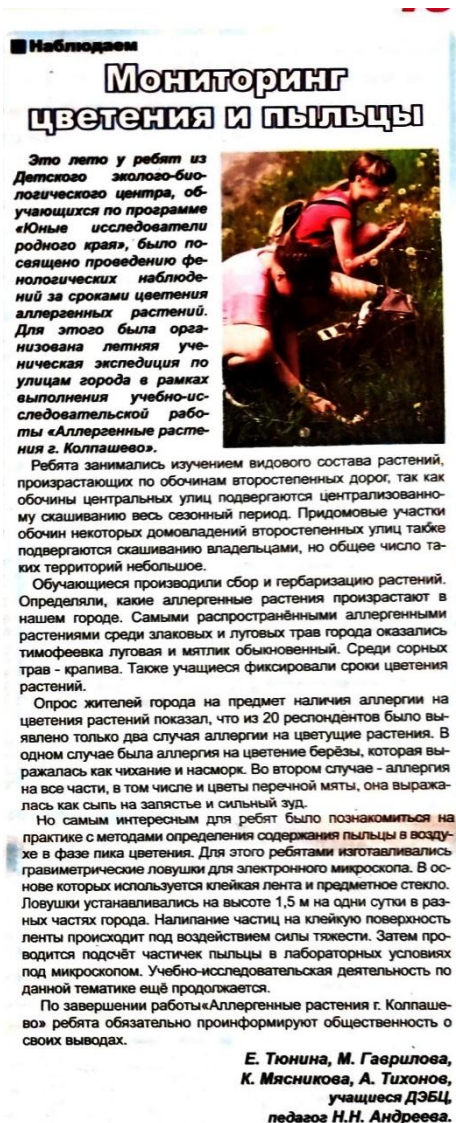 Наблюдаем
Мониторинг
цветения и пыльцы
Это лето у ребят из
Детского эколого-био-
логического центра, об-
учающихся по программе
«Юные исследователи
родного края», было по-
священо проведению фе-
нологических наблюде-
ний за сроками цветения
аллергенных растений.
Для этого была орга-
низована летняя уче-
ническая экспедиция по
улицам города в рамках
выполнения учебно-ис-
следовательской рабо-
ты «Аллергенные расте-
ния г. Колпашево».
Ребята занимались изучением видового состава растений,
произрастающих по обочинам второстепенных дорог, так как
обочины центральных улиц подвергаются централизованно-
му скашиванию весь сезонный период. Придомовые участки
обочин некоторых домовладений второстепенных улиц также
подвергаются скашиванию владельцами, но общее число та-
ких территорий небольшое.
Обучающиеся производили сбор и гербаризацию растений.
Определяли, какие аллергенные растения произрастают в
нашем городе. Самыми распространёнными аллергенными
растениями среди злаковых и луговых трав города оказались
тимофеевка луговая и мятлик обыкновенный. Среди сорных
трав - крапива. Также учащиеся фиксировали сроки цветения
растений.
Опрос жителей города на предмет наличия аллергии на
цветения растений показал, что из 20 респондентов было вы-
явлено только два случая аллергии на цветущие растения. В
одном случае была аллергия на цветение берёзы, которая вы-
ражалась как чихание и насморк. Во втором случае - аллергия
на все части, в том числе и цветы перечной мяты, она выража-
лась как сыпь на запястье и сильный зуд.
Но самым интересным для ребят было познакомиться на
практике с методами определения содержания пыльцы в возду-
хе в фазе пика цветения. Для этого ребятами изготавливались
гравиметрические ловушки для электронного микроскопа. В ос-
нове которых используется клейкая лента и предметное стекло.
Ловушки устанавливались на высоте 1,5 м на одни сутки в раз-
ных частях города. Налипание частиц на клейкую поверхность
ленты происходит под воздействием силы тяжести. Затем про-
водится подсчёт частичек пыльцы в лабораторных условиях
под микроскопом. Учебно-исследовательская деятельность по
данной тематике ещё продолжается.
По завершении работы«Аллергенные растения г. Колпаше-
во» ребята обязательно проинформируют общественность о
своих выводах.
Е. Тюнина, М. Гаврилова,
К. Мясникова, А. Тихонов,
учащиеся ДЭБЦ,
педагог Н.Н. Андреева.